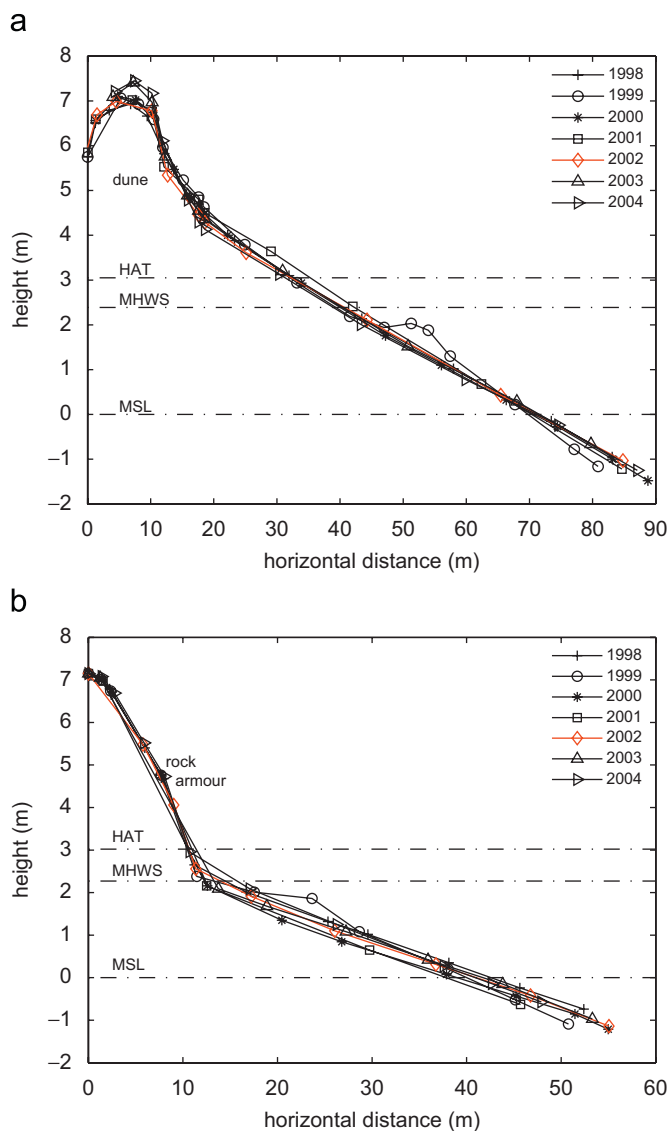 a
8
7
6
5
4
3
2
1
0
−1
−2
height (m)
dune
HAT
MHWS
MSL
1998
1999
2000
2001
2002
2003
2004
0 10 20 30 40 50 60 70 80 90
horizontal distance (m)
b
8
7
6
5
4
3
2
1
0
−1
−2
height (m)
rock
armour
HAT
MHWS
MSL
1998
1999
2000
2001
2002
2003
2004
0 10 20 30 40 50 60
horizontal distance (m)